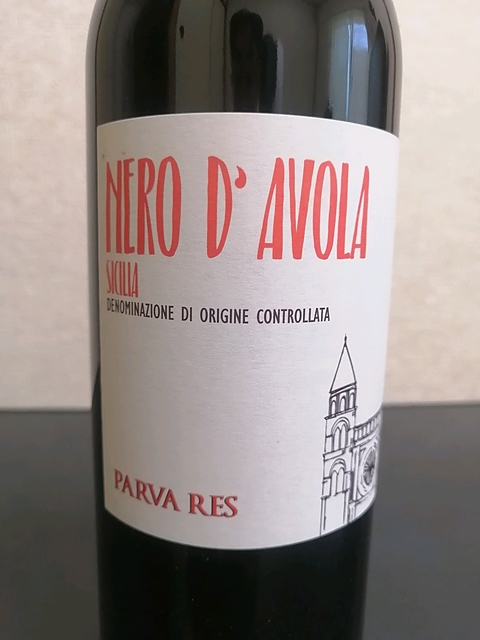 NERO D' AVOLA
SICILIA
DENOMINAZIONE DI ORIGINE CONTROLLATA
PARVA RES